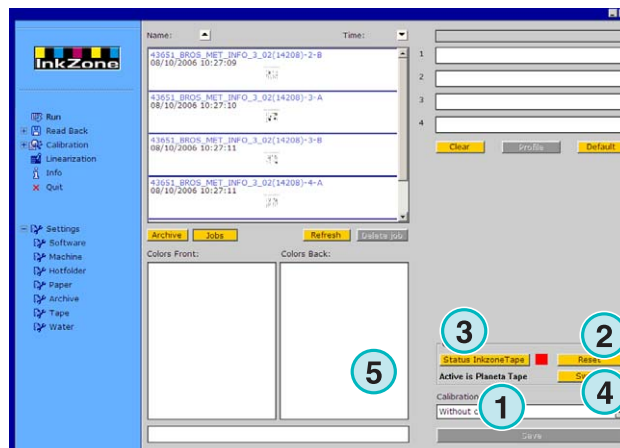 InkZone
Run
Read Back
Calibration
Linearization
Info
Quit
Settings
Software
Machine
Hotfolder
Paper
Archive
Tape
Water
Name:
Time:
43651_BROS_MET_INFO_3_02(14208)-2-B
08/10/2006 10:27:09
43651_BROS_MET_INFO_3_02(14208)-3-A
08/10/2006 10:27:10
43651_BROS_MET_INFO_3_02(14208)-3-B
08/10/2006 10:27:11
43651_BROS_MET_INFO_3_02(14208)-4-A
08/10/2006 10:27:11
Archive Jobs Refresh Delete job
Colors Front: Colors Back:
5
1
2
3
4
Clear Profile Default
3 2
Status InkzoneTape Reset
Active is Planeta Tape
4
Calibration
1
Without
Save